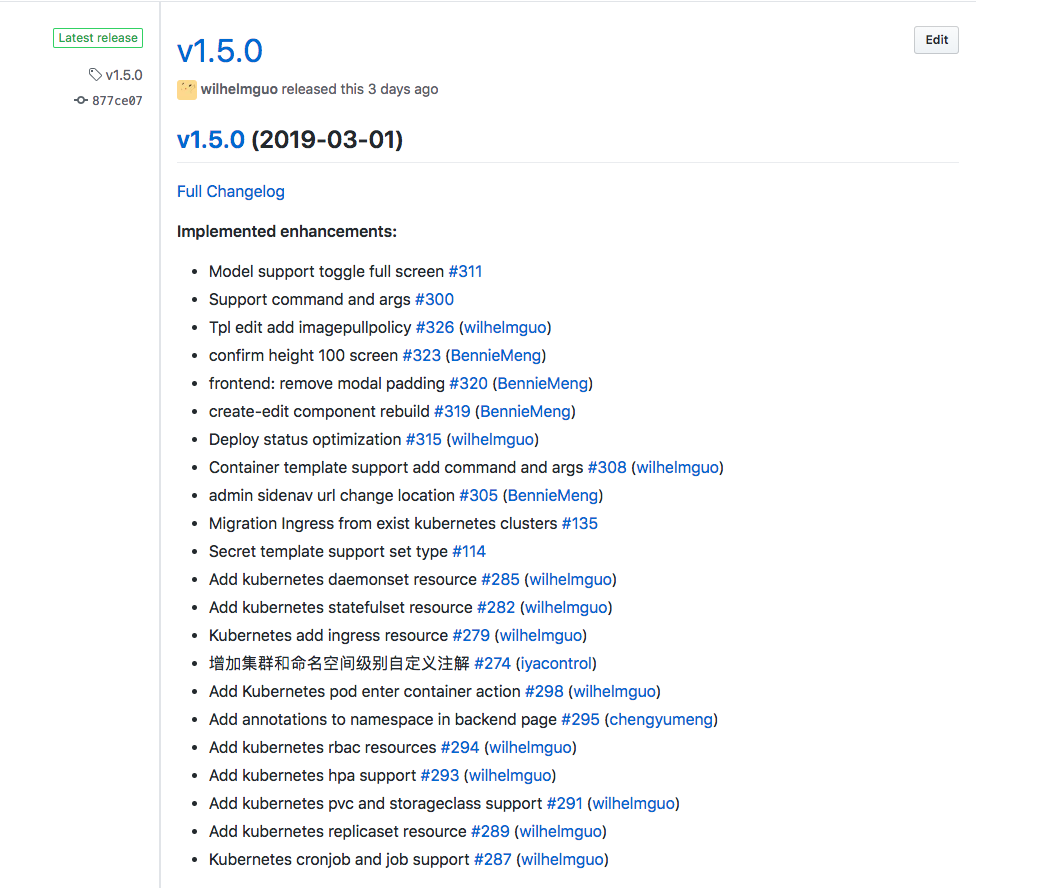 Latest release
v1.5.0
877ce07
v1.5.0
Edit
wilhelmguo released this 3 days ago
v1.5.0 (2019-03-01)
Full Changelog
Implemented enhancements:
• Model support toggle full screen #311
• Support command and args #300
• Tpl edit add imagepullpolicy #326 (wilhelmguo)
• confirm height 100 screen #323 (BennieMeng)
• frontend: remove modal padding #320 (BennieMeng)
• create-edit component rebuild #319 (BennieMeng)
• Deploy status optimization #315 (wilhelmguo)
• Container template support add command and args #308 (wilhelmguo)
• admin sidenav url change location #305 (BennieMeng)
• Migration Ingress from exist kubernetes clusters #135
• Secret template support set type #114
• Add kubernetes daemonset resource #285 (wilhelmguo)
• Add kubernetes statefulset resource #282 (wilhelmguo)
• Kubernetes add ingress resource #279 (wilhelmguo)
• 增加集群和命名空间级别自定义注解 #274 (iyacontrol)
• Add Kubernetes pod enter container action #298 (wilhelmguo)
• Add annotations to namespace in backend page #295 (chengyumeng)
• Add kubernetes rbac resources #294 (wilhelmguo)
• Add kubernetes hpa support #293 (wilhelmguo)
• Add kubernetes pvc and storageclass support #291 (wilhelmguo)
• Add kubernetes replicaset resource #289 (wilhelmguo)
• Kubernetes cronjob and job support #287 (wilhelmguo)